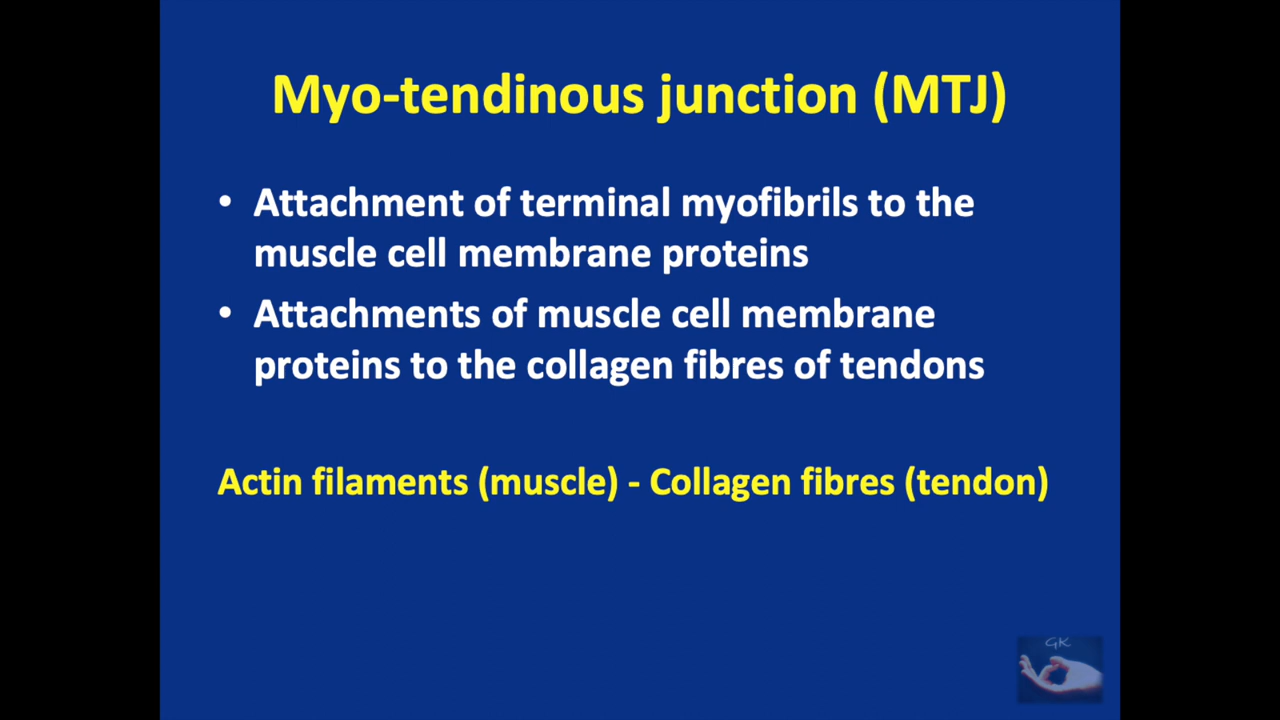 Myo-tendinous junction (MTJ)
• Attachment of terminal myofibrils to the
muscle cell membrane proteins
• Attachments of muscle cell membrane
proteins to the collagen fibres of tendons
Actin filaments (muscle) - Collagen fibres (tendon)
GK